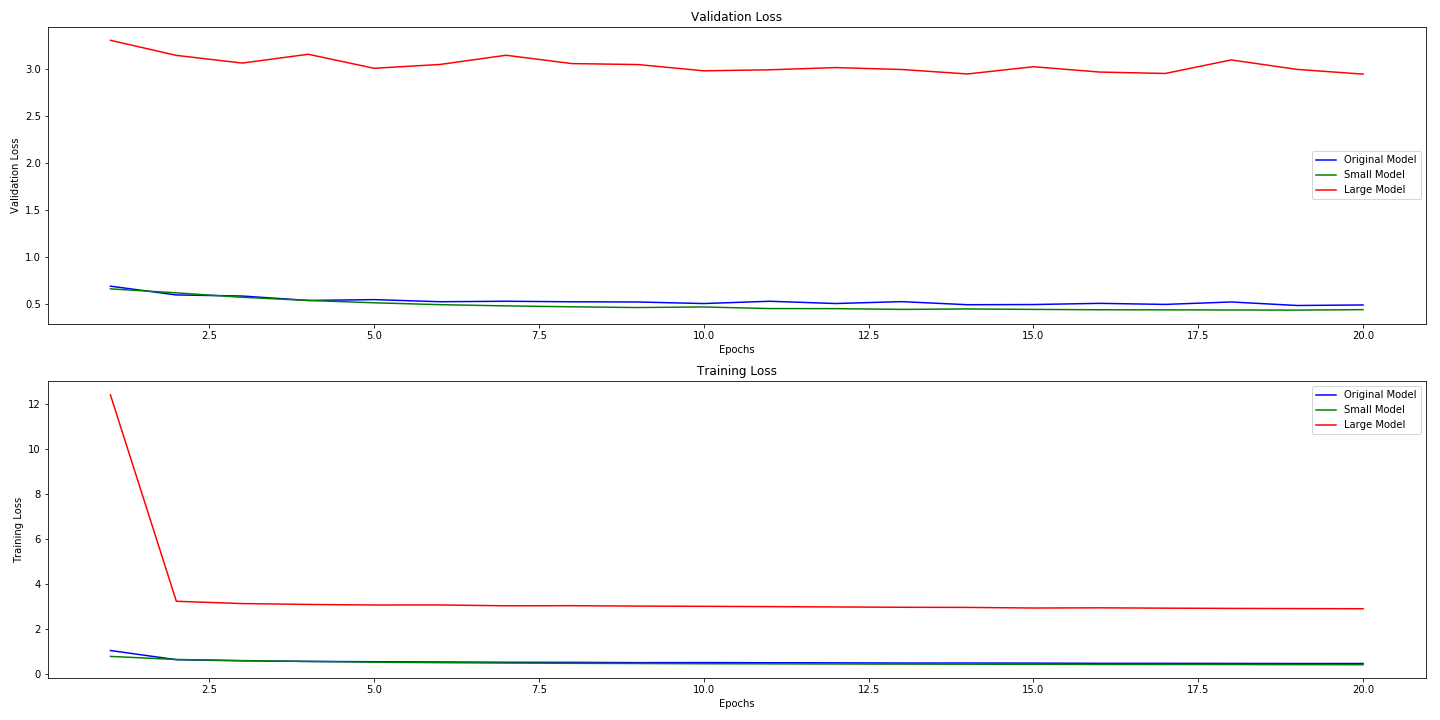 Validation Loss
3.0
2.5
2.0
1.5
1.0
0.5
Validation Loss
Original Model
Small Model
Large Model
2.5 5.0 7.5 10.0 12.5 15.0 17.5 20.0
Epochs
Training Loss
12
10
8
6
4
2
0
Training Loss
Original Model
Small Model
Large Model
2.5 5.0 7.5 10.0 12.5 15.0 17.5 20.0
Epochs